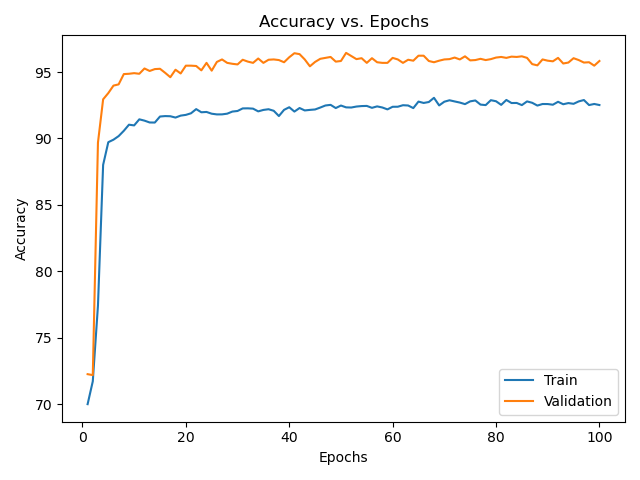 Accuracy vs. Epochs
Accuracy
95
90
85
80
75
70
0 20 40 60 80 100
Epochs
Train
Validation